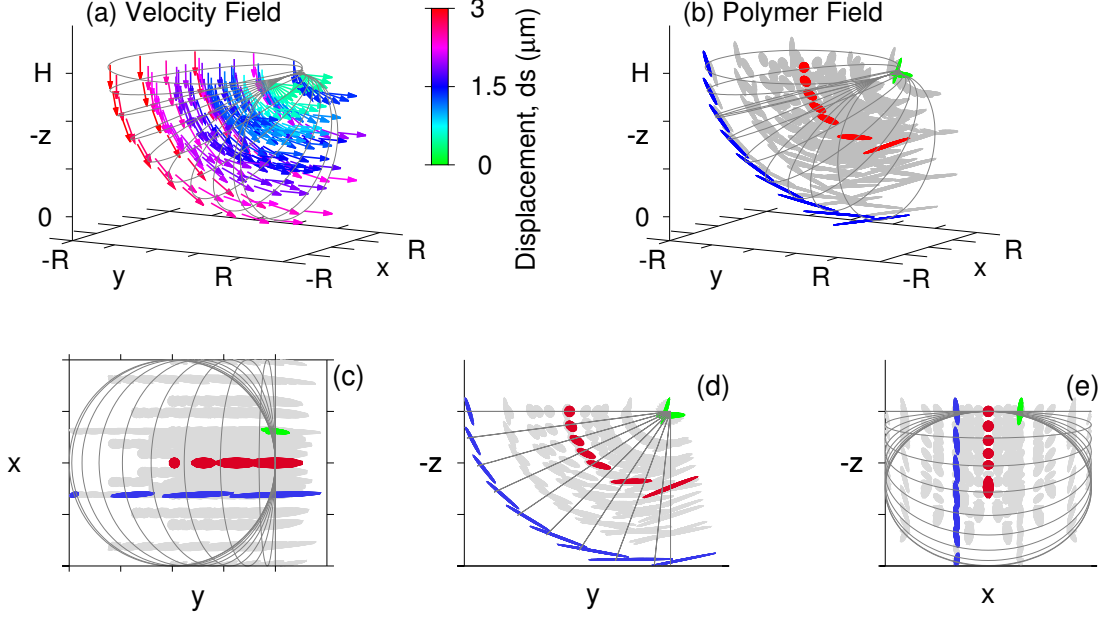 (a) Velocity Field
H
-z
0
-R
y
R
-R
x
R
3
1.5
0
Displacement, ds (μm)
(b) Polymer Field
H
-z
0
-R
y
R
-R
x
R
(c)
x
y
(d)
-z
y
(e)
-z
x